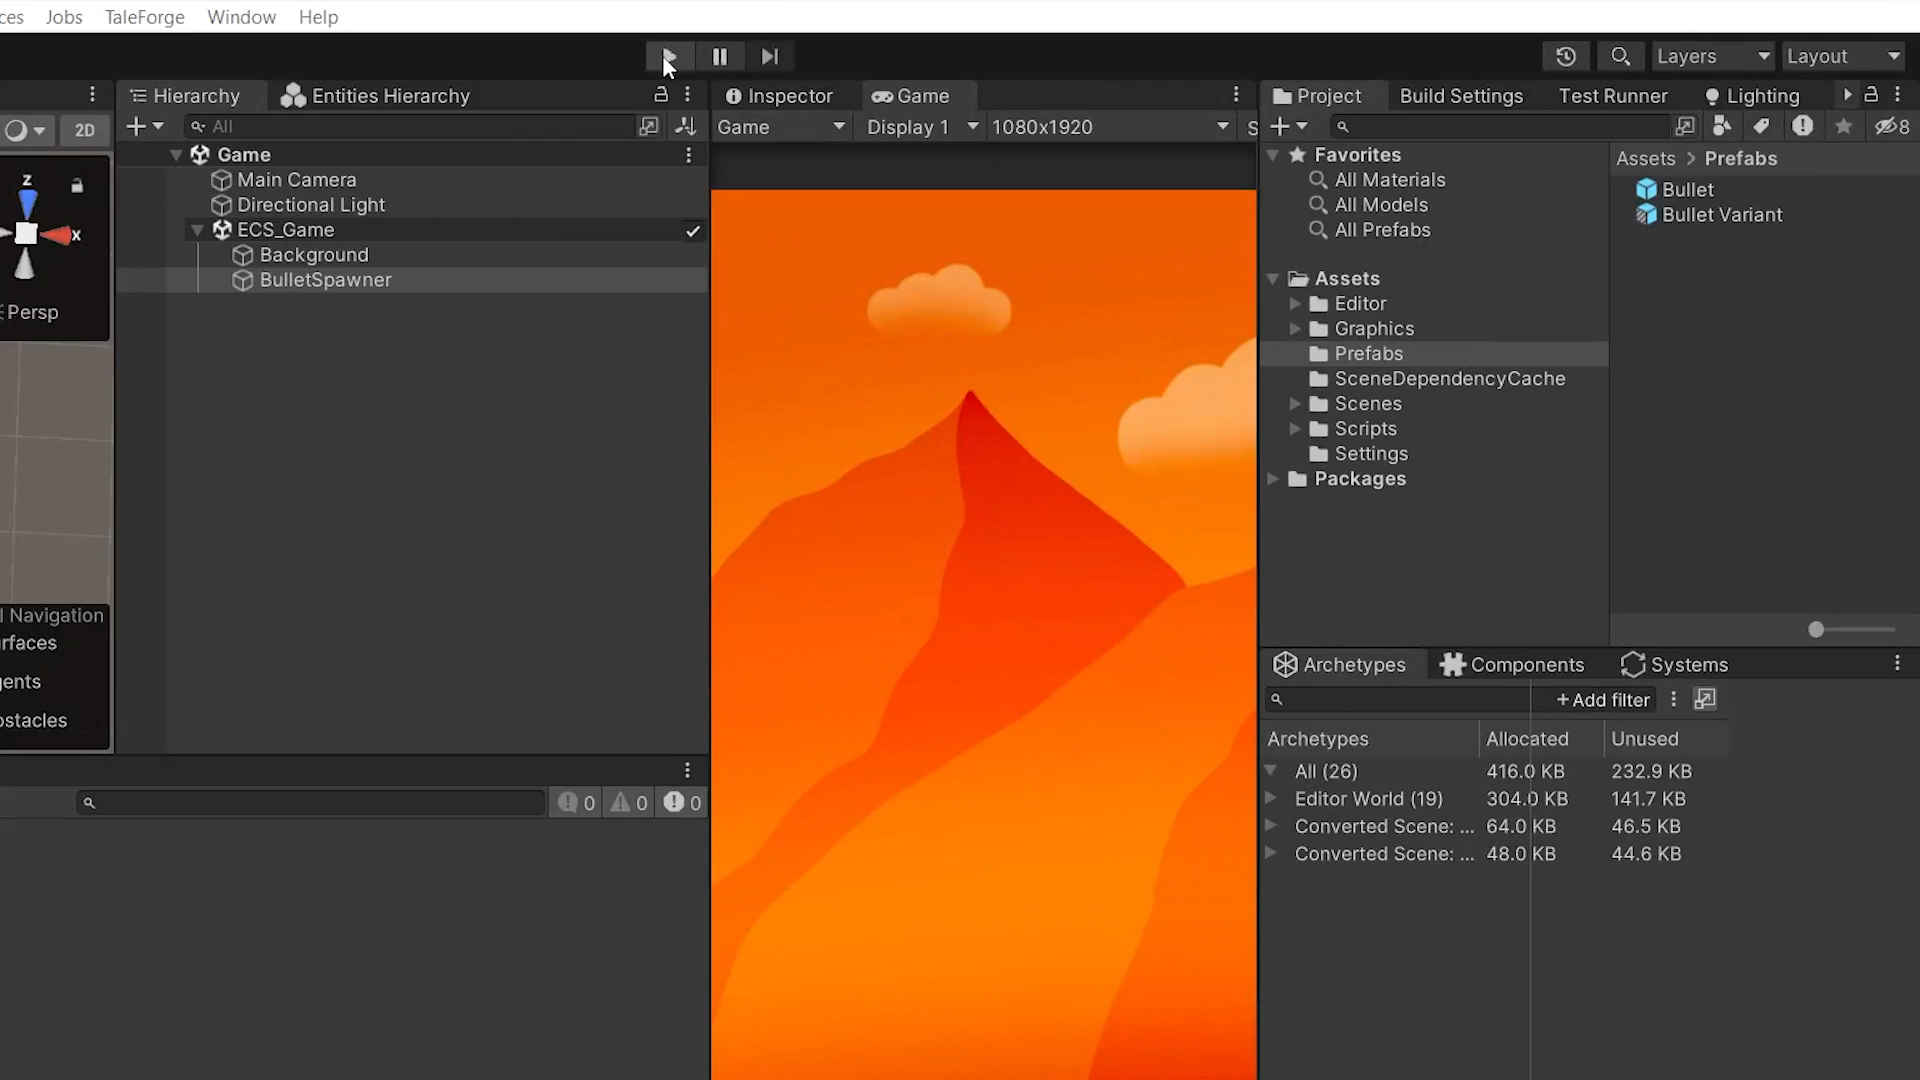 ces Jobs TaleForge Window Help
Layers Layout
Hierarchy Entities Hierarchy
All
2D
Game
Main Camera
Directional Light
ECS_Game
Background
BulletSpawner
z
x
Persp
l Navigation
rfaces
gents
ostacles
0 0 0
Inspector Game
Game Display 1 1080x1920 S
Project Build Settings Test Runner Lighting
8
Favorites
All Materials
All Models
All Prefabs
Assets
Editor
Graphics
Prefabs
SceneDependencyCache
Scenes
Scripts
Settings
Packages
Assets > Prefabs
Bullet
Bullet Variant
Archetypes Components Systems
+ Add filter
Archetypes Allocated Unused
All (26) 416.0 KB 232.9 KB
Editor World (19) 304.0 KB 141.7 KB
Converted Scene: ... 64.0 KB 46.5 KB
Converted Scene: ... 48.0 KB 44.6 KB